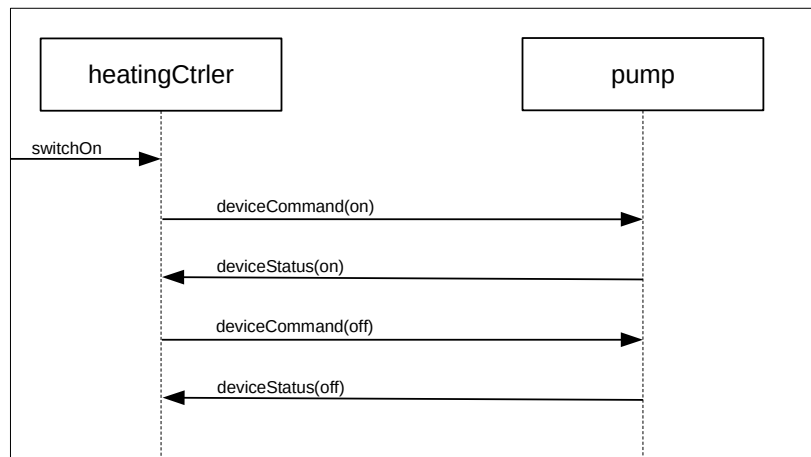 heatingCtrler
pump
switchOn
deviceCommand(on)
deviceStatus(on)
deviceCommand(off)
deviceStatus(off)